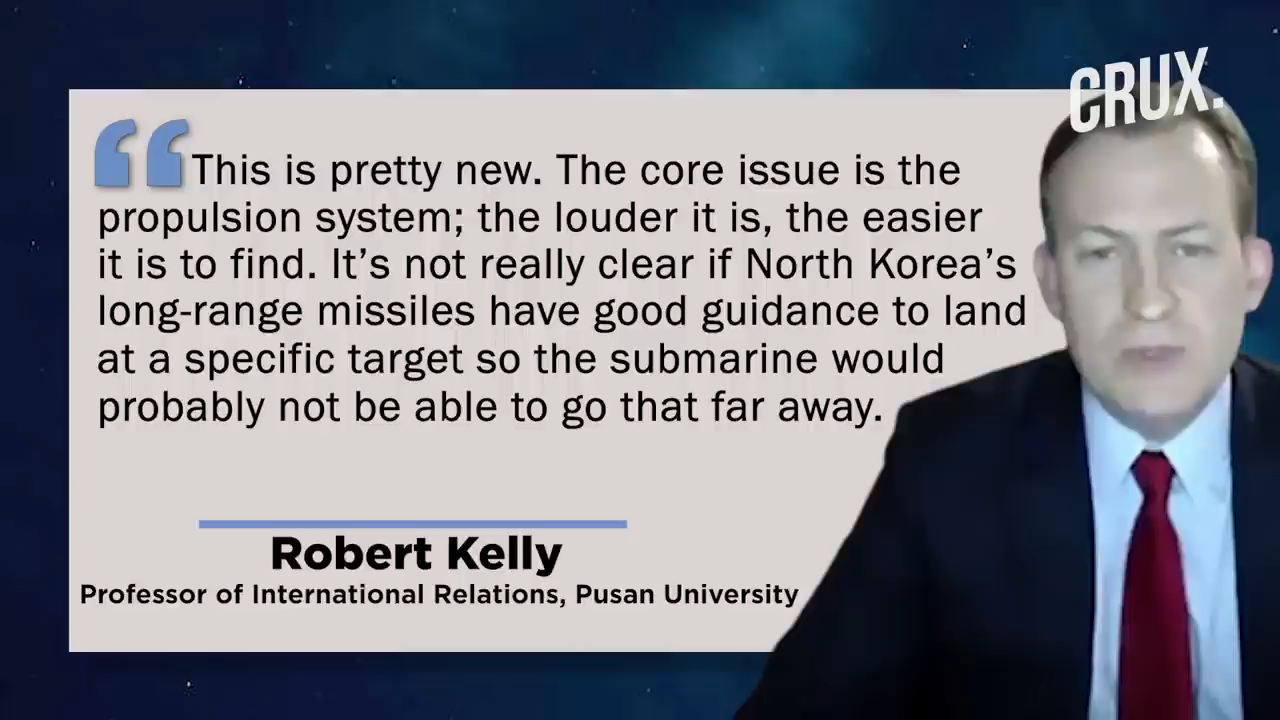 CRUX.
“This is pretty new. The core issue is the
propulsion system; the louder it is, the easier
it is to find. It’s not really clear if North Korea’s
long-range missiles have good guidance to land
at a specific target so the submarine would
probably not be able to go that far away.
Robert Kelly
Professor of International Relations, Pusan University